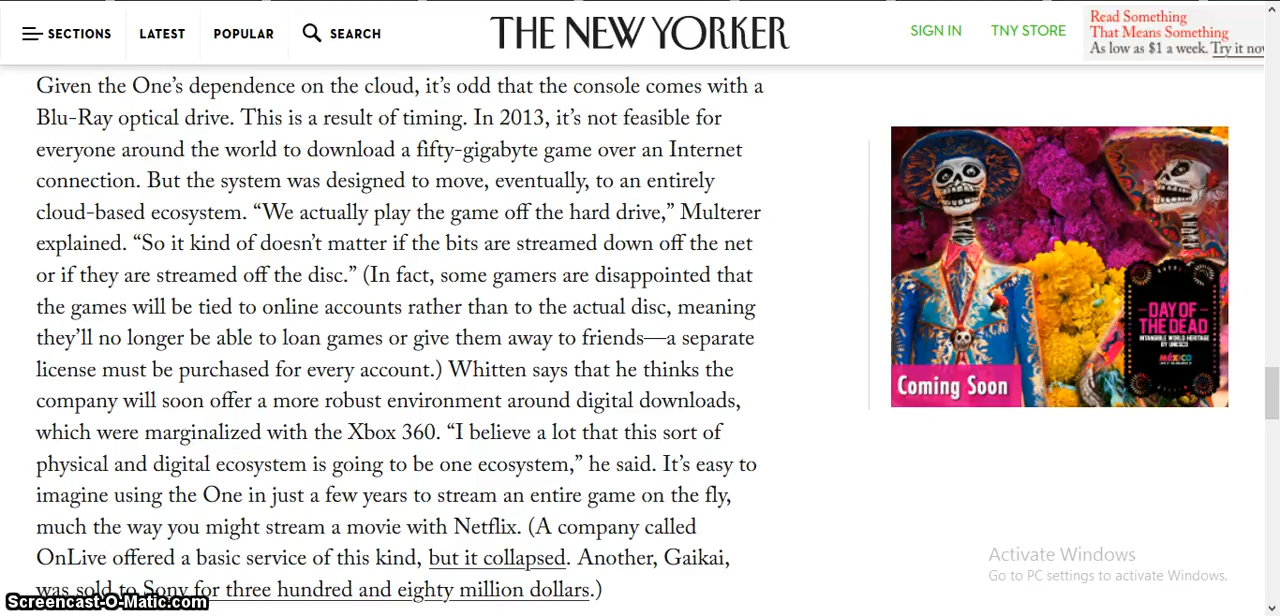 SECTIONS
LATEST
POPULAR
SEARCH
THE NEW YORKER
SIGN IN
TNY STORE
Read Something
That Means Something
As low as $1 a week. Try it now
Given the One’s dependence on the cloud, it’s odd that the console comes with a
Blu-Ray optical drive. This is a result of timing. In 2013, it’s not feasible for
everyone around the world to download a fifty-gigabyte game over an Internet
connection. But the system was designed to move, eventually, to an entirely
cloud-based ecosystem. “We actually play the game off the hard drive,” Multerer
explained. “So it kind of doesn’t matter if the bits are streamed down off the net
or if they are streamed off the disc.” (In fact, some gamers are disappointed that
the games will be tied to online accounts rather than to the actual disc, meaning
they’ll no longer be able to loan games or give them away to friends—a separate
license must be purchased for every account.) Whitten says that he thinks the
company will soon offer a more robust environment around digital downloads,
which were marginalized with the Xbox 360. “I believe a lot that this sort of
physical and digital ecosystem is going to be one ecosystem,” he said. It’s easy to
imagine using the One in just a few years to stream an entire game on the fly,
much the way you might stream a movie with Netflix. (A company called
OnLive offered a basic service of this kind, but it collapsed. Another, Gaikai,
was sold to Sony for three hundred and eighty million dollars.)
DAY OF
THE DEAD
INTANGIBLE WORLD HERITAGE
BY UNESCO
MÉXICO
Coming Soon
Activate Windows
Go to PC settings to activate Windows.
Screencast-O-Matic.com